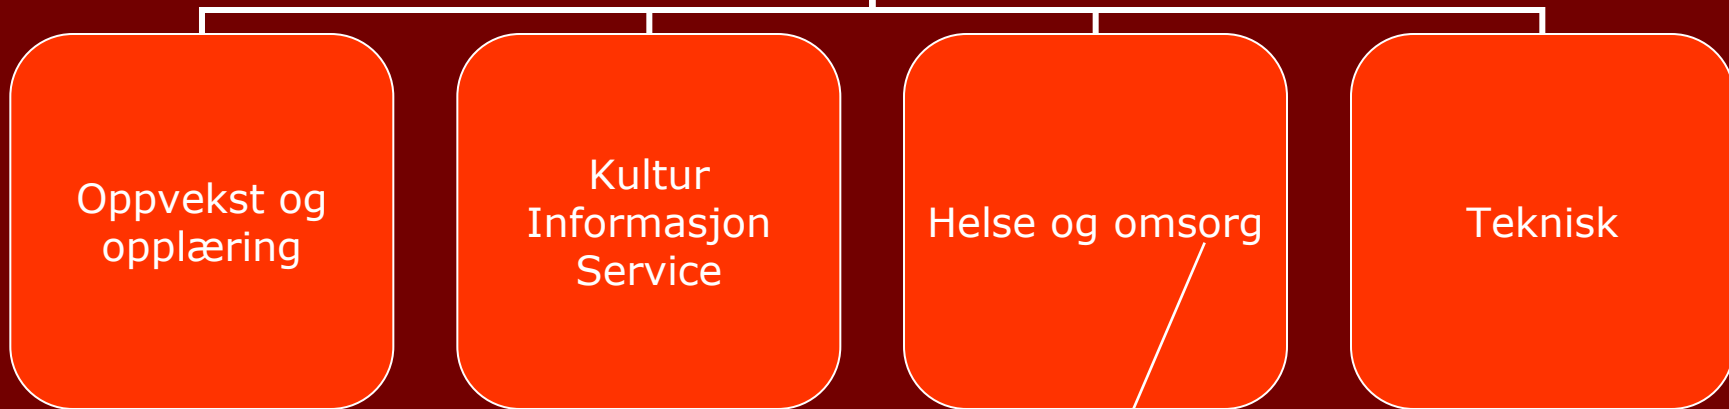 Oppvekst og
opplæring
Kultur
Informasjon
Service
Helse og omsorg
Teknisk